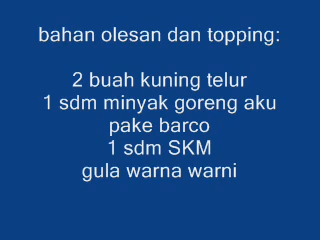 bahan olesan dan topping:
2 buah kuning telur
1 sdm minyak goreng aku
pake barco
1 sdm SKM
gula warna warni